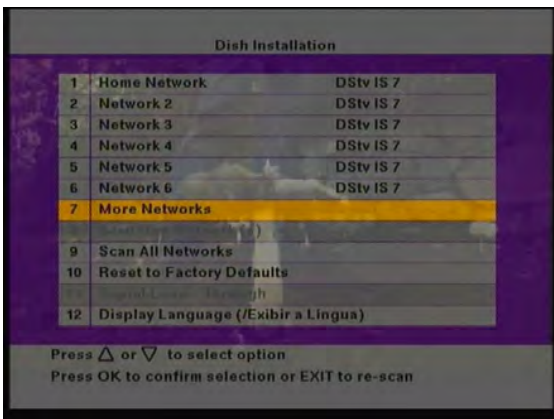 Dish Installation
1 Home Network DStv IS 7
2 Network 2 DStv IS 7
3 Network 3 DStv IS 7
4 Network 4 DStv IS 7
5 Network 5 DStv IS 7
6 Network 6 DStv IS 7
7 More Networks
9 Scan All Networks
10 Reset to Factory Defaults
12 Display Language (/Exibir a Lingua)
Press △ or ▽ to select option
Press OK to confirm selection or EXIT to re-scan